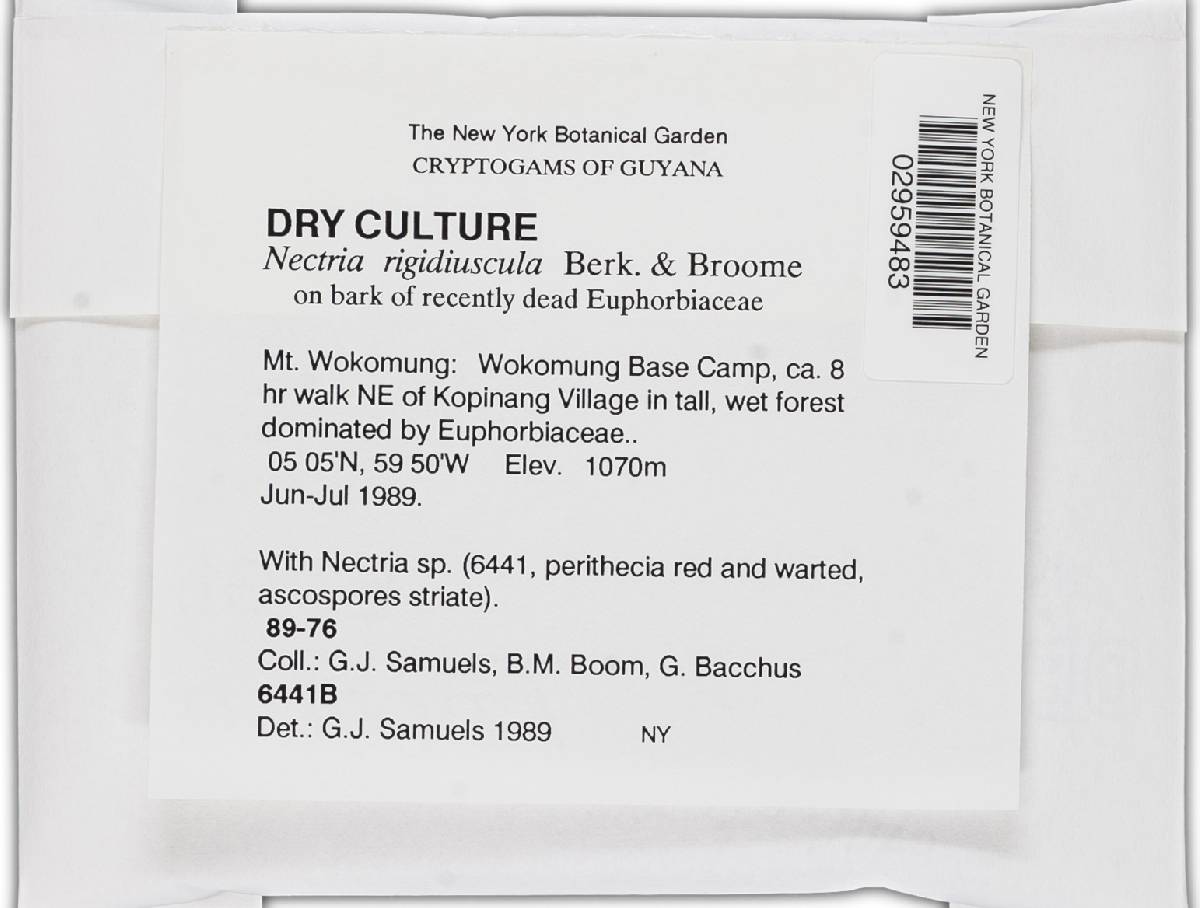 The New York Botanical Garden
CRYPTOGAMS OF GUYANA
DRY CULTURE
Nectria rigidiuscula Berk. & Broome
on bark of recently dead Euphorbiaceae
Mt. Wokomung: Wokomung Base Camp, ca. 8
hr walk NE of Kopinang Village in tall, wet forest
dominated by Euphorbiaceae..
05 05'N, 59 50'W Elev. 1070m
Jun-Jul 1989.
With Nectria sp. (6441, perithecia red and warted,
ascospores striate).
89-76
Coll.: G.J. Samuels, B.M. Boom, G. Bacchus
6441B
Det.: G.J. Samuels 1989 NY
NEW YORK BOTANICAL GARDEN
02959483